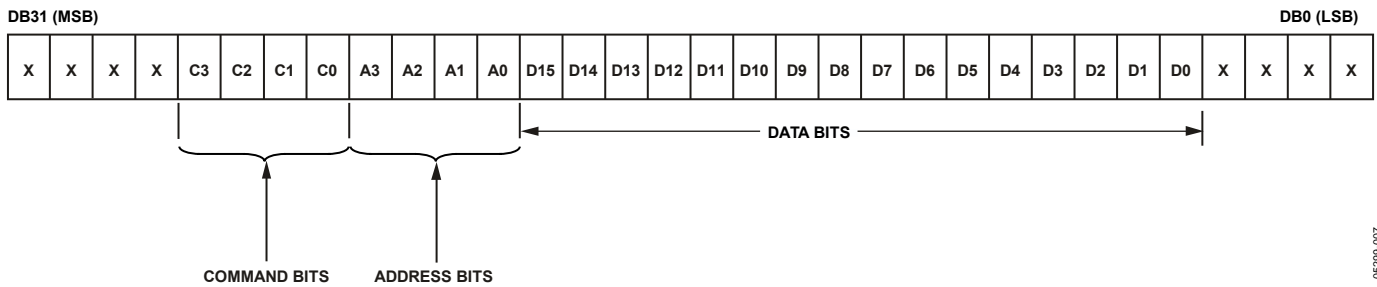 DB31 (MSB) DB0 (LSB)
X X X X C3 C2 C1 C0 A3 A2 A1 A0 D15 D14 D13 D12 D11 D10 D9 D8 D7 D6 D5 D4 D3 D2 D1 D0 X X X X
DATA BITS
COMMAND BITS ADDRESS BITS